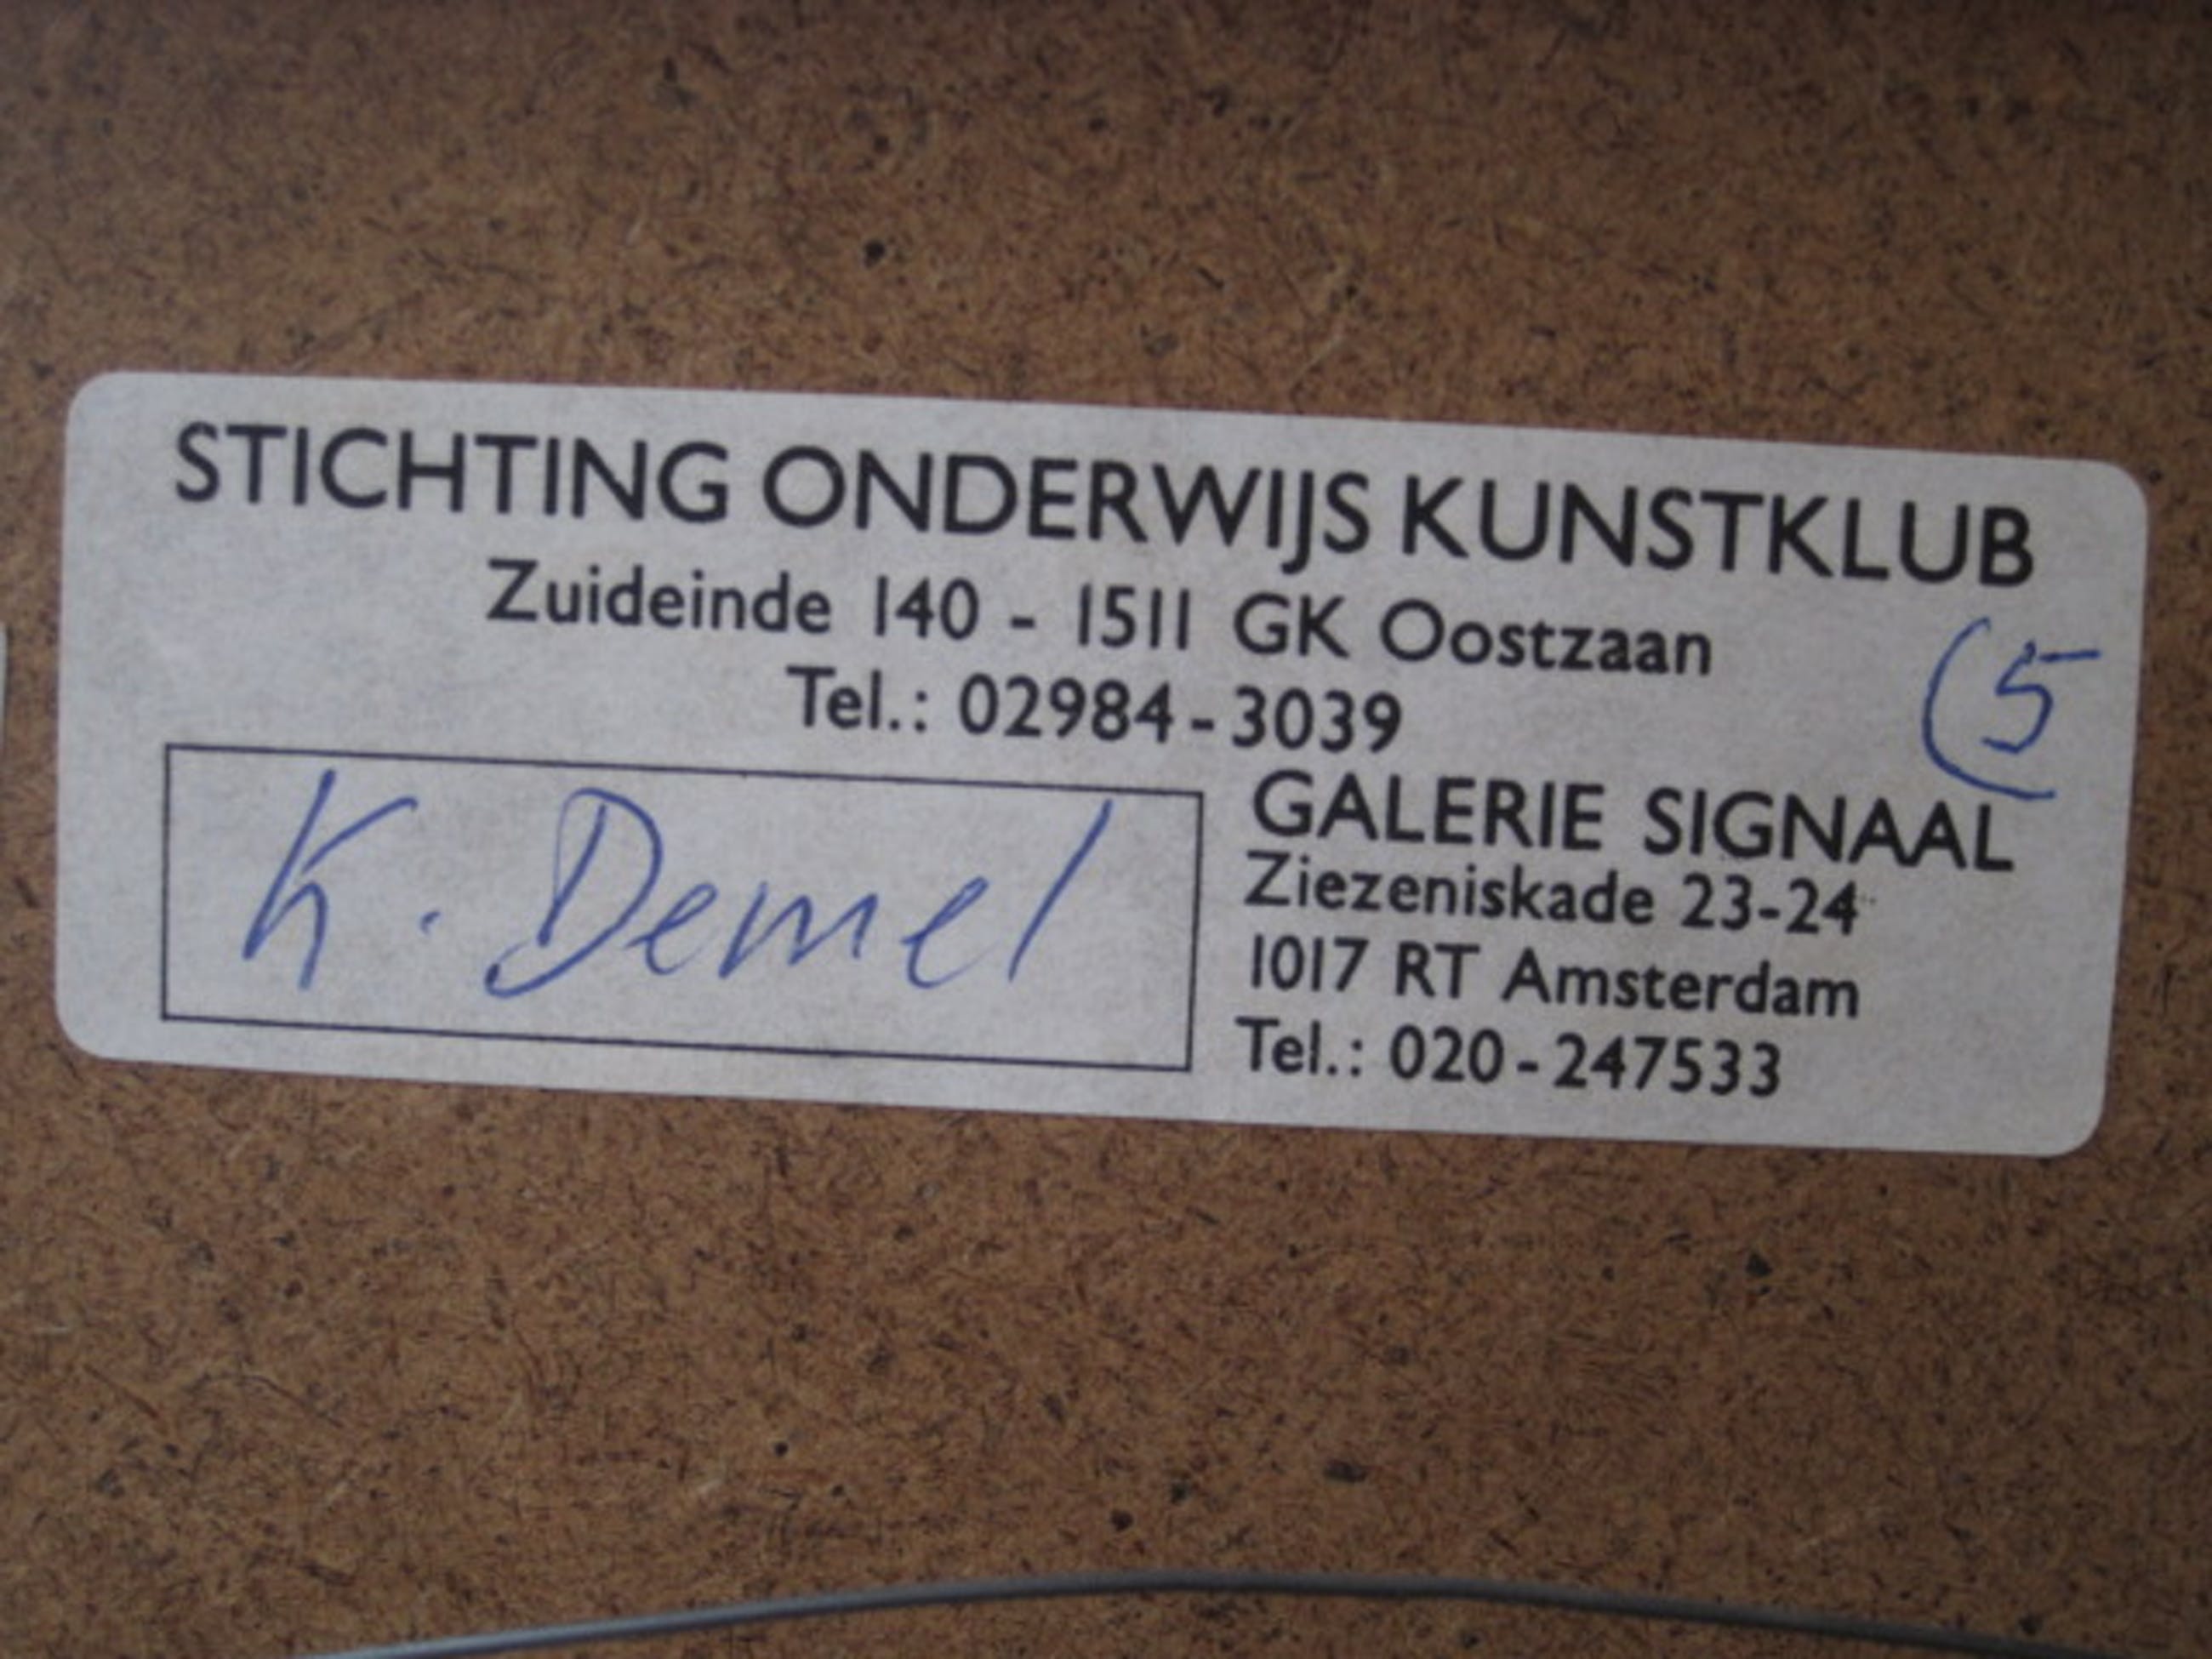 STICHTING ONDERWIJS KUNSTKLUB
Zuideinde 140 - 1511 GK Oostzaan
Tel.: 02984-3039
(5
K. Demel
GALERIE SIGNAAL
Ziezeniskade 23-24
1017 RT Amsterdam
Tel.: 020-247533